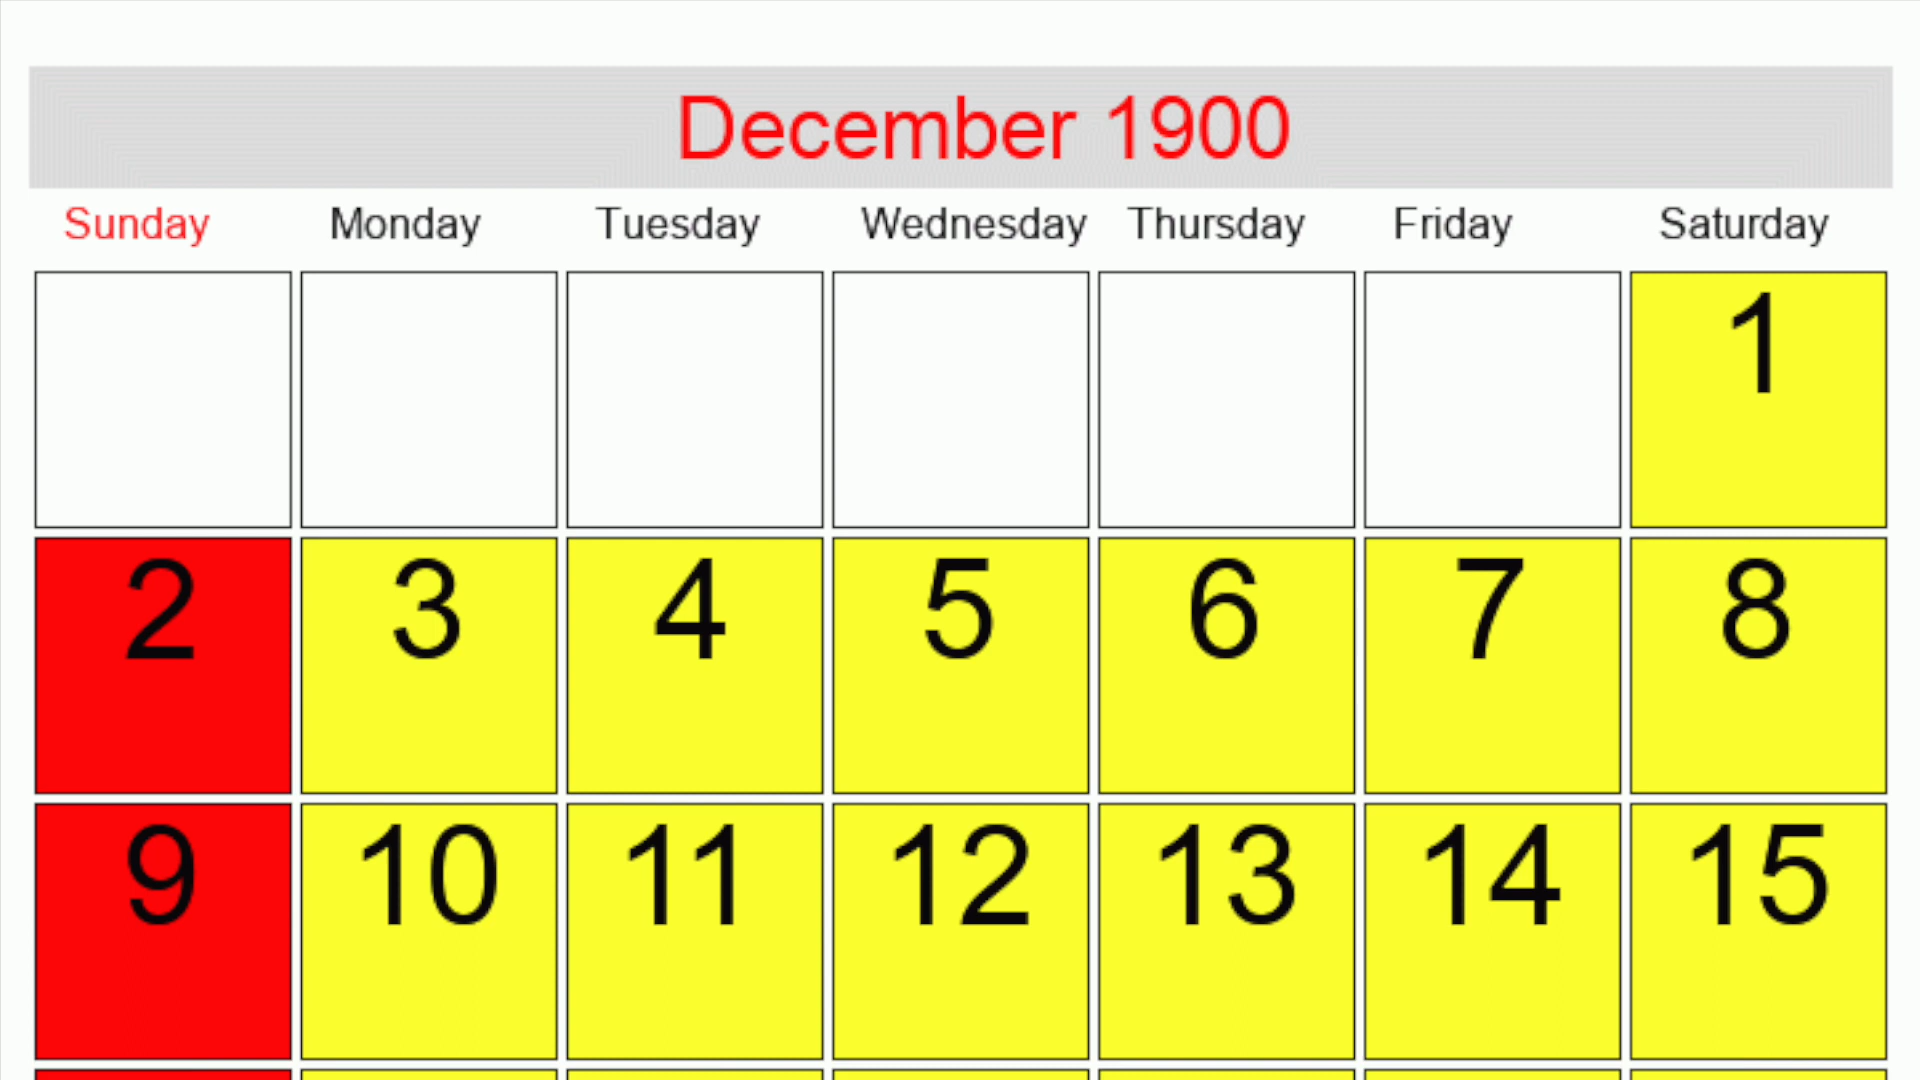 December 1900
Sunday Monday Tuesday Wednesday Thursday Friday Saturday
1
2 3 4 5 6 7 8
9 10 11 12 13 14 15